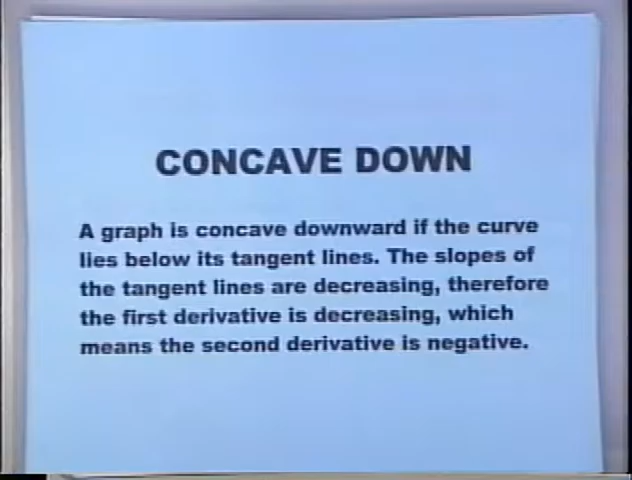 CONCAVE DOWN
A graph is concave downward if the curve
lies below its tangent lines. The slopes of
the tangent lines are decreasing, therefore
the first derivative is decreasing, which
means the second derivative is negative.